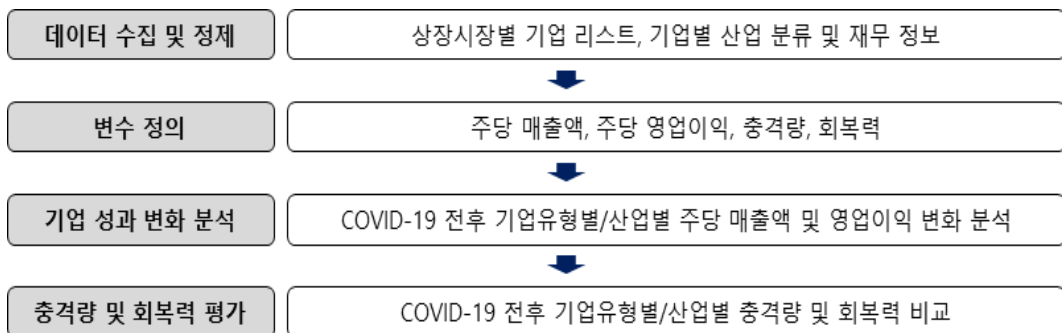 데이터 수집 및 정제
상장시장별 기업 리스트, 기업별 산업 분류 및 재무 정보
변수 정의
주당 매출액, 주당 영업이익, 충격량, 회복력
기업 성과 변화 분석
COVID-19 전후 기업유형별/산업별 주당 매출액 및 영업이익 변화 분석
충격량 및 회복력 평가
COVID-19 전후 기업유형별/산업별 충격량 및 회복력 비교